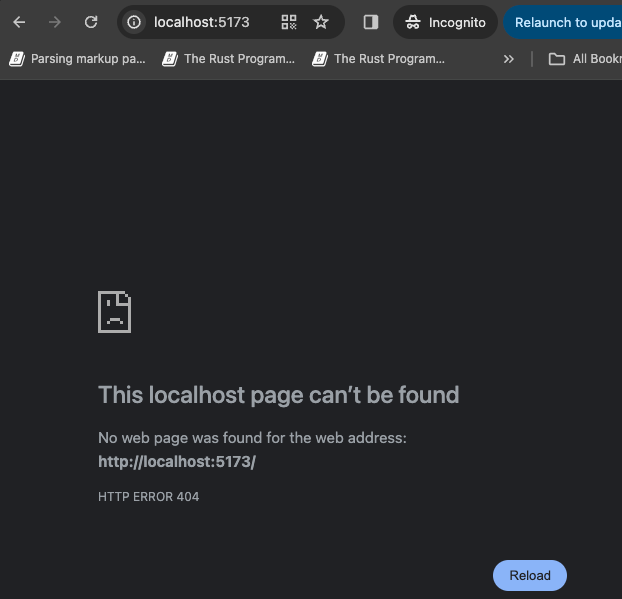 localhost:5173
Incognito
Relaunch to upda
Parsing markup pa...
The Rust Program...
The Rust Program...
All Bookr
This localhost page can’t be found
No web page was found for the web address:
http://localhost:5173/
HTTP ERROR 404
Reload